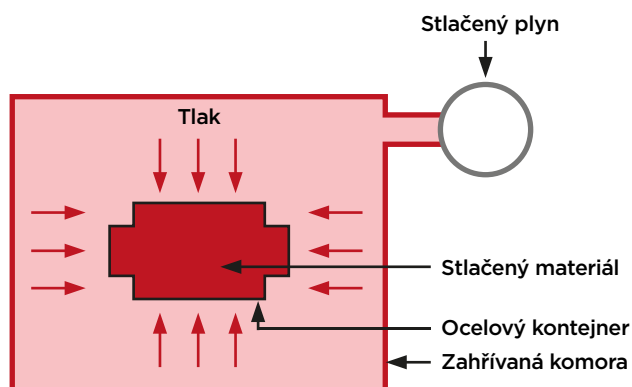 Stlačený plyn
Tlak
Stlačený materiál
Ocelový kontejner
Zahřívaná komora